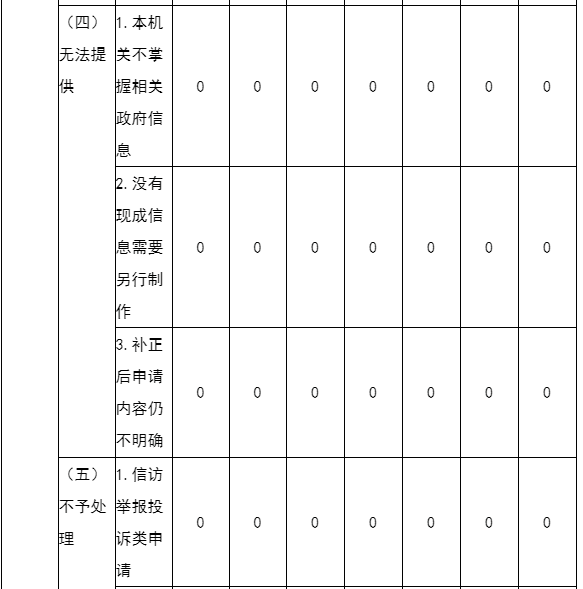 （四）
无法提
供
1.本机
关不掌
握相关
政府信
息
0 0 0 0 0 0 0
2.没有
现成信
息需要
另行制
作
0 0 0 0 0 0 0
3.补正
后申请
内容仍
不明确
0 0 0 0 0 0 0
（五）
不予处
理
1.信访
举报投
诉类申
请
0 0 0 0 0 0 0